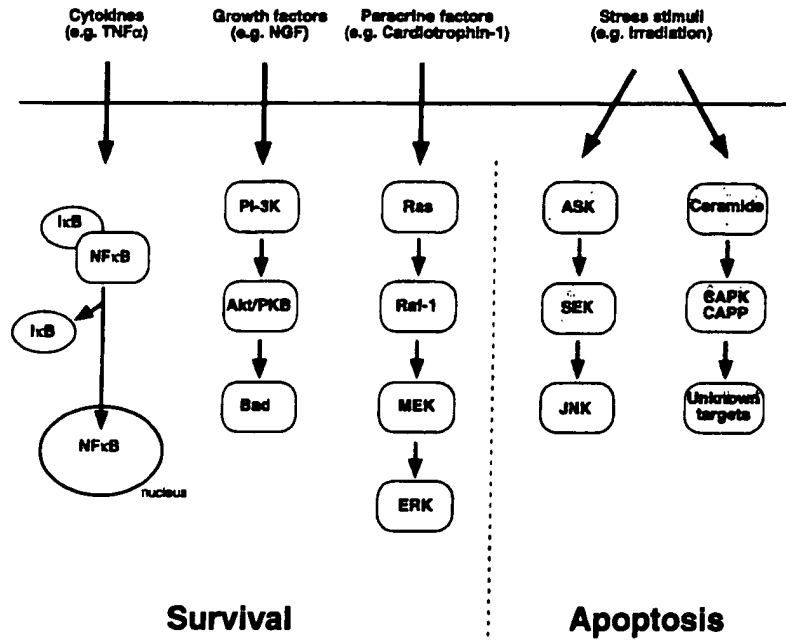 Cytokines
(e.g. TNFα)
Growth factors
(e.g. NGF)
Paracrine factors
(e.g. Cardiotrophin-1)
Stress stimuli
(e.g. Irradiation)
IκB
NFκB
IκB
NFκB
nucleus
PI-3K
Akt/PKB
Bad
Ras
Raf-1
MEK
ERK
ASK
SEK
JNK
Ceramide
CAPK
CAPP
Unknown
targets
Survival
Apoptosis